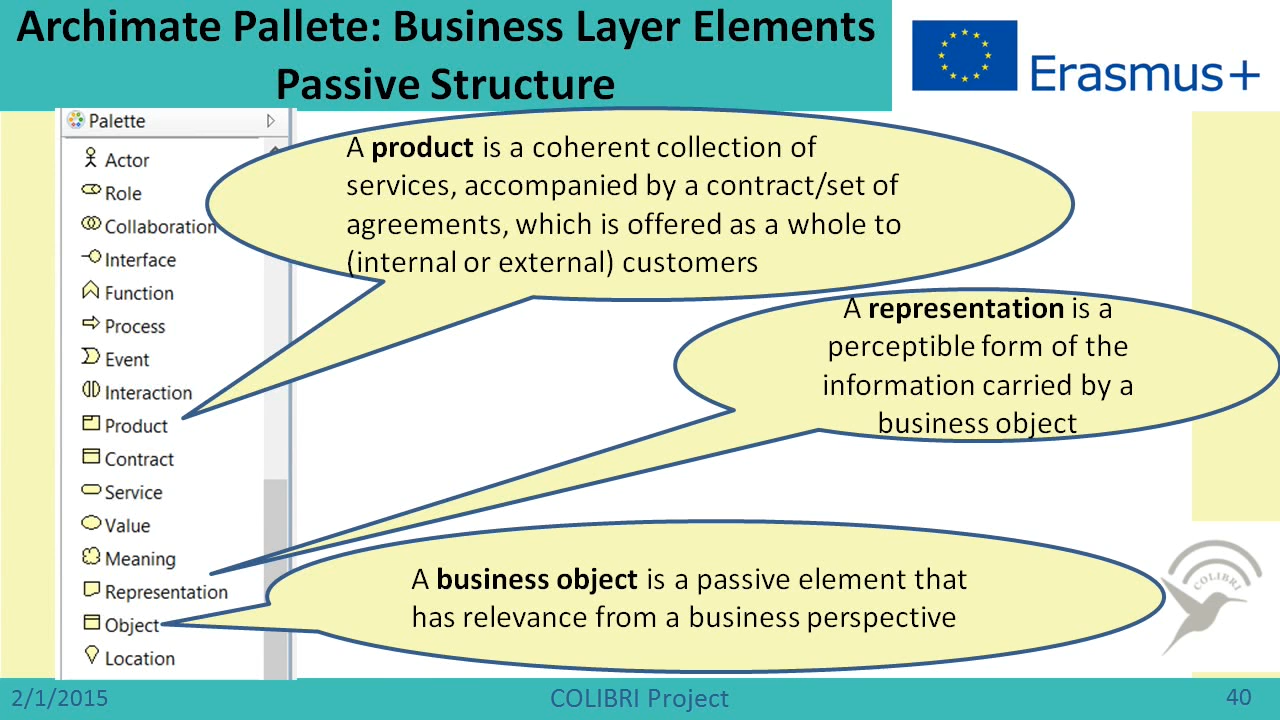 Archimate Pallete: Business Layer Elements
Passive Structure
Erasmus+
Palette
Actor
Role
Collaboration
Interface
Function
Process
Event
Interaction
Product
Contract
Service
Value
Meaning
Representation
Object
Location
A product is a coherent collection of
services, accompanied by a contract/set of
agreements, which is offered as a whole to
(internal or external) customers
A representation is a
perceptible form of the
information carried by a
business object
A business object is a passive element that
has relevance from a business perspective
COLIBRI
2/1/2015
COLIBRI Project
40